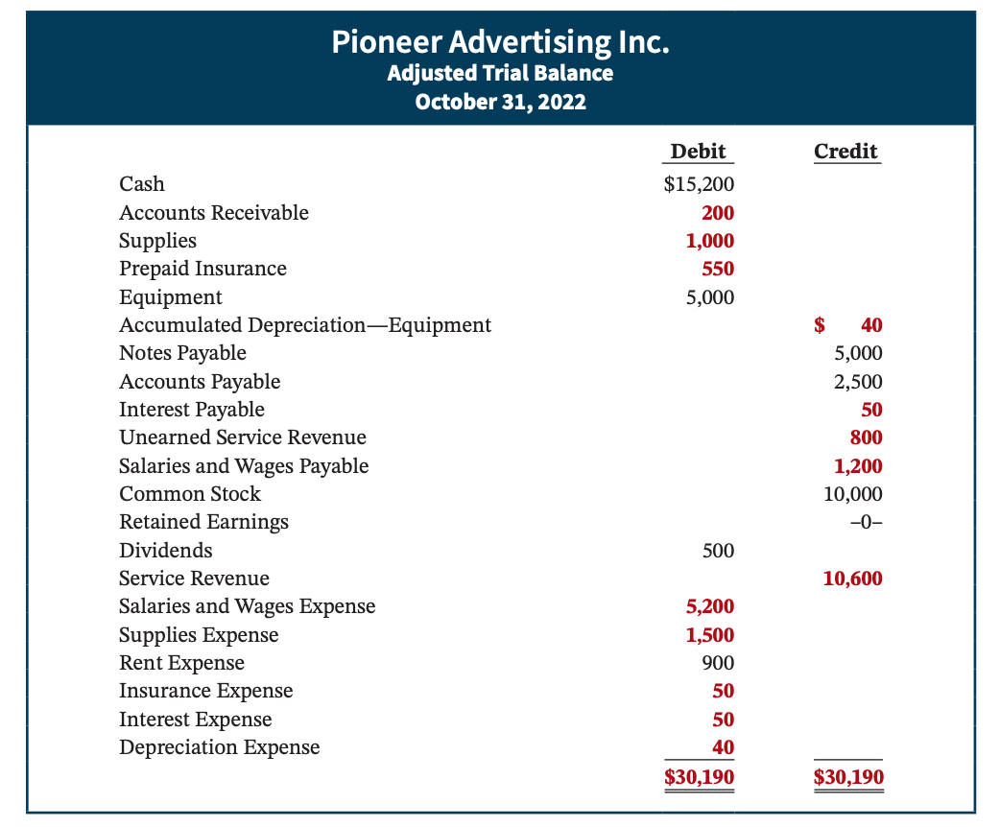 Pioneer Advertising Inc.
Adjusted Trial Balance
October 31, 2022
Debit Credit
Cash $15,200
Accounts Receivable 200
Supplies 1,000
Prepaid Insurance 550
Equipment 5,000
Accumulated Depreciation—Equipment $ 40
Notes Payable 5,000
Accounts Payable 2,500
Interest Payable 50
Unearned Service Revenue 800
Salaries and Wages Payable 1,200
Common Stock 10,000
Retained Earnings –0–
Dividends 500
Service Revenue 10,600
Salaries and Wages Expense 5,200
Supplies Expense 1,500
Rent Expense 900
Insurance Expense 50
Interest Expense 50
Depreciation Expense 40
$30,190 $30,190